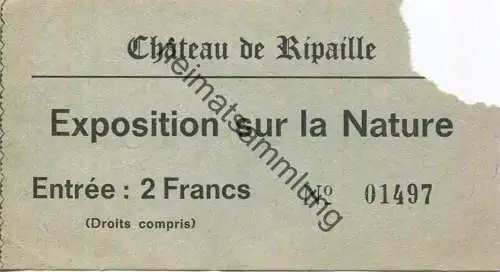 Château de Ripaille
Exposition sur la Nature
Entrée : 2 Francs Nº 01497
(Droits compris)
heimatsammlung